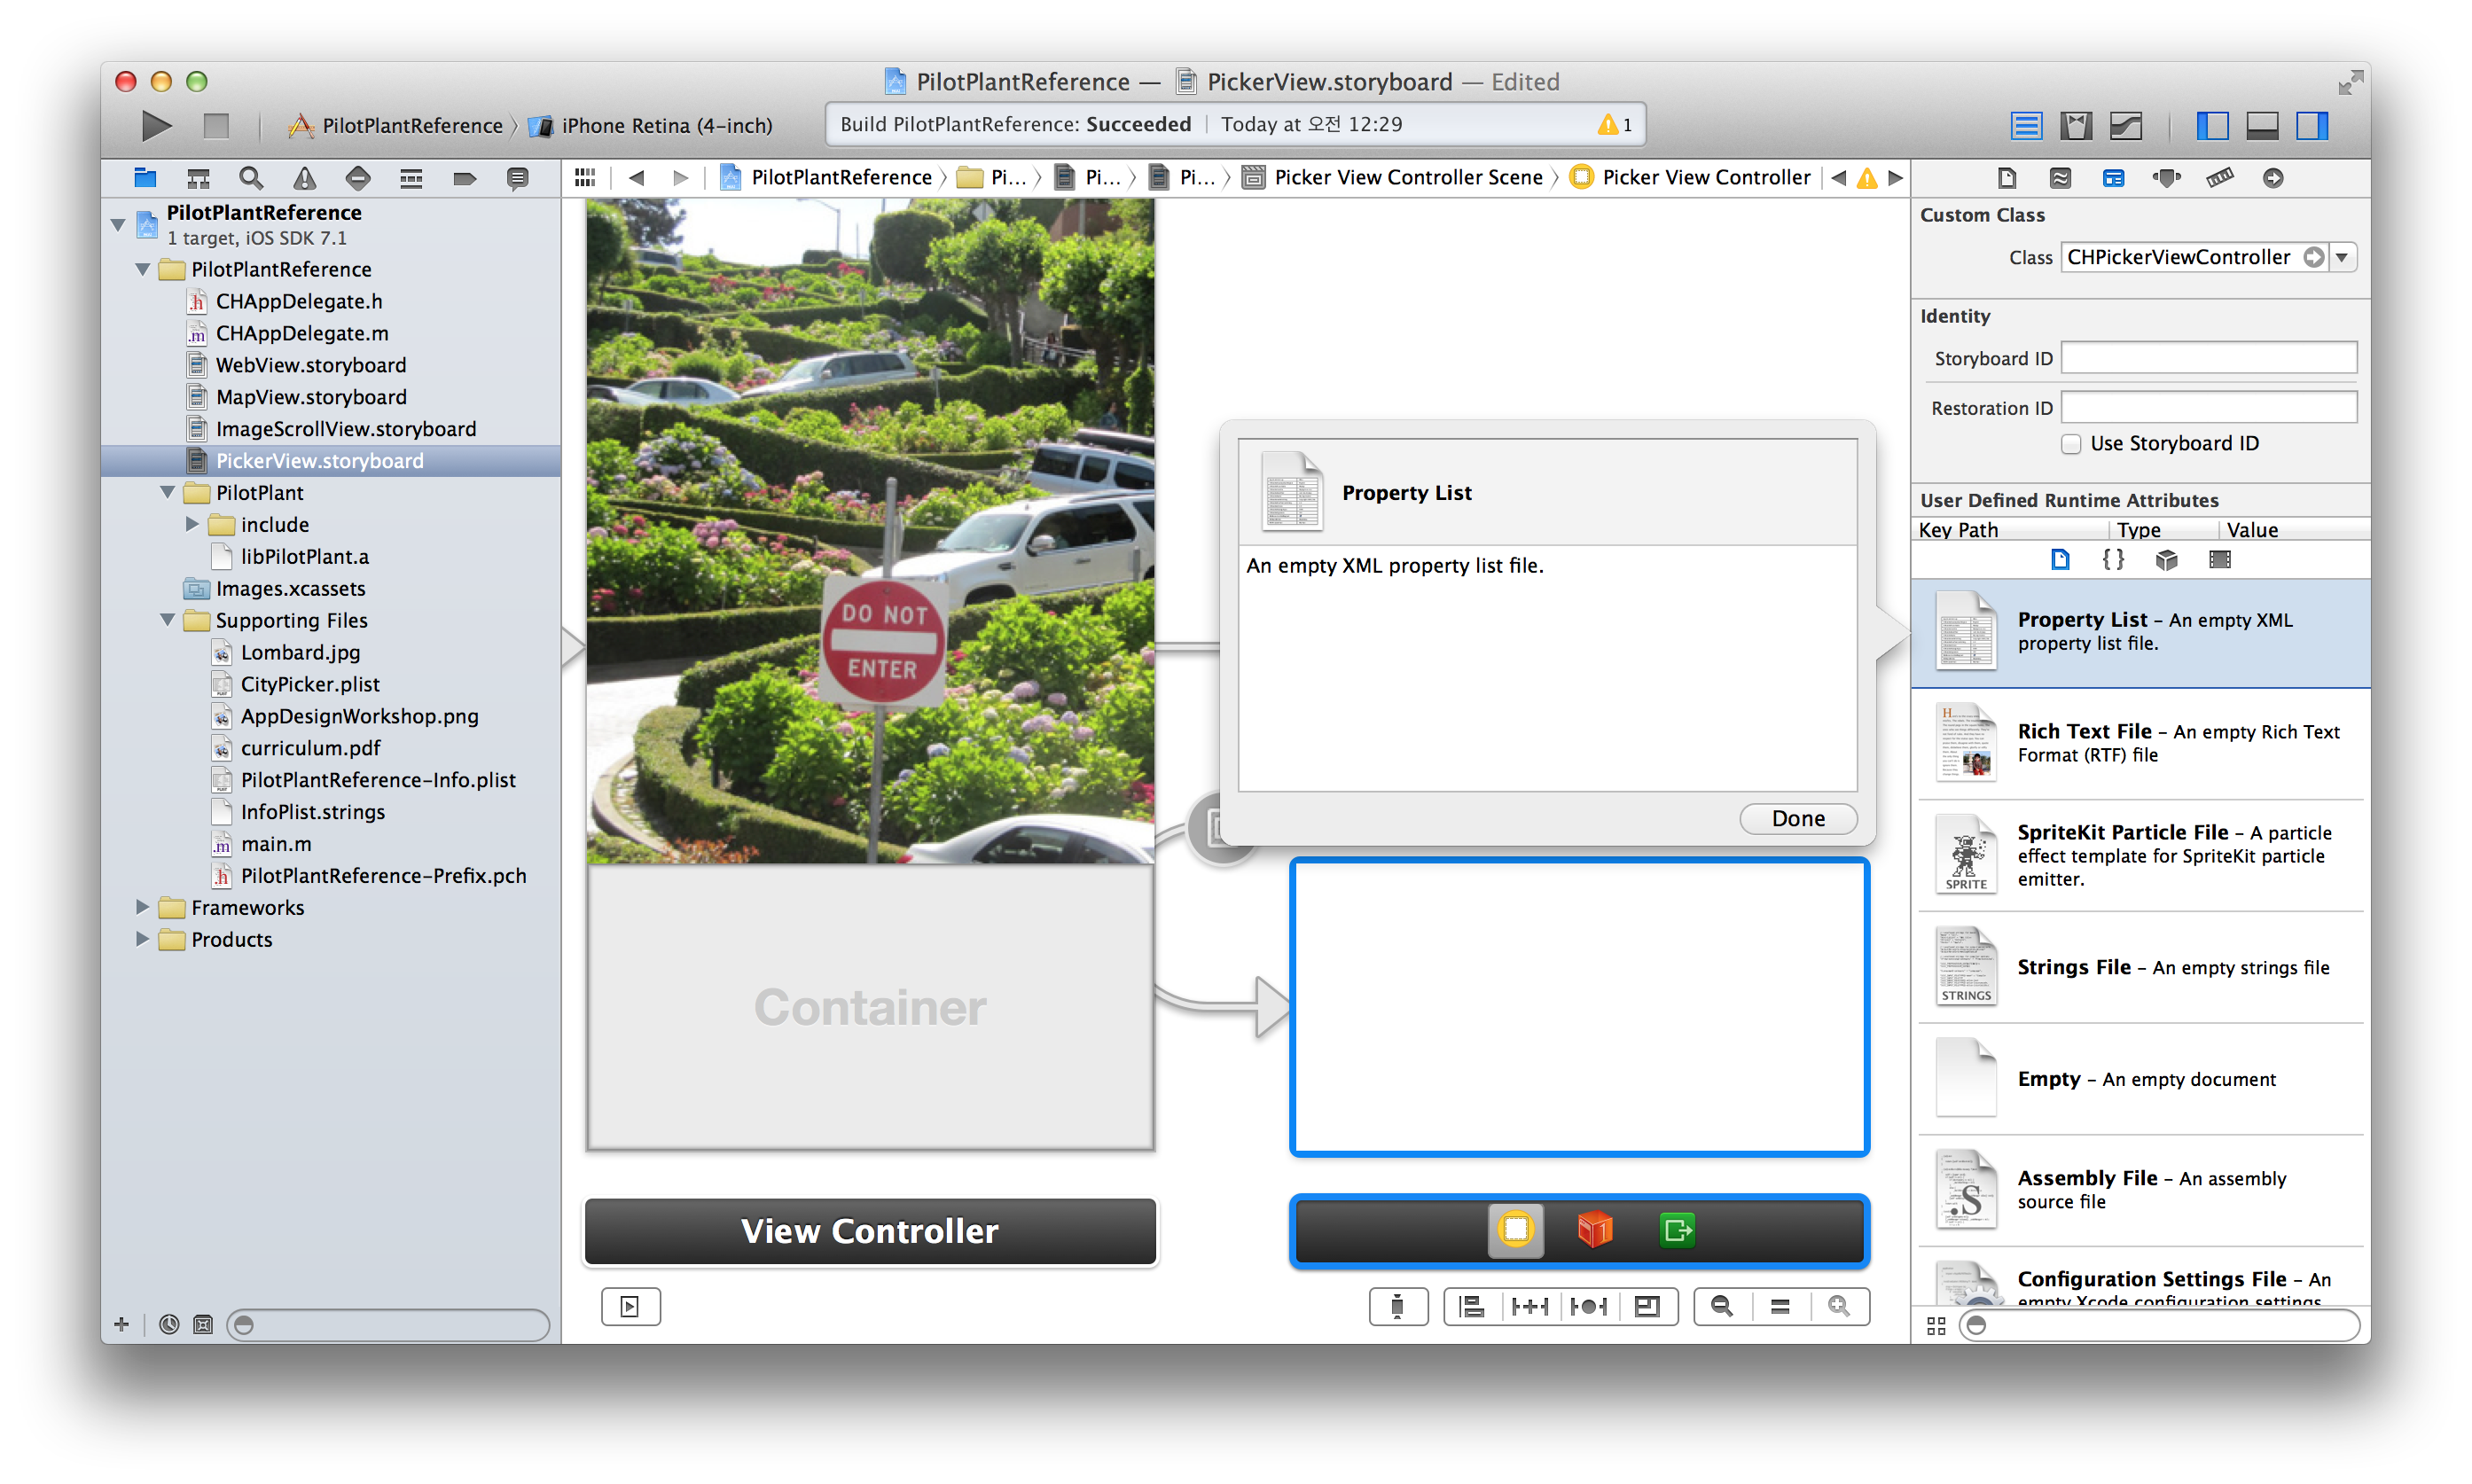 PilotPlantReference — PickerView.storyboard — Edited
PilotPlantReference
iPhone Retina (4-inch)
Build PilotPlantReference: Succeeded
Today at 오전 12:29
1
PilotPlantReference
Pi...
Pi...
Pi...
Picker View Controller Scene
Picker View Controller
PilotPlantReference
1 target, iOS SDK 7.1
PilotPlantReference
CHAppDelegate.h
CHAppDelegate.m
WebView.storyboard
MapView.storyboard
ImageScrollView.storyboard
PickerView.storyboard
PilotPlant
include
libPilotPlant.a
Images.xcassets
Supporting Files
Lombard.jpg
CityPicker.plist
AppDesignWorkshop.png
curriculum.pdf
PilotPlantReference-Info.plist
InfoPlist.strings
main.m
PilotPlantReference-Prefix.pch
Frameworks
Products
DO NOT
ENTER
Container
View Controller
1
Property List
An empty XML property list file.
Done
Custom Class
Class
CHPickerViewController
Identity
Storyboard ID
Restoration ID
Use Storyboard ID
User Defined Runtime Attributes
Key Path
Type
Value
{ }
Property List – An empty XML
property list file.
Rich Text File – An empty Rich Text
Format (RTF) file
SPRITE
SpriteKit Particle File – A particle
effect template for SpriteKit particle
emitter.
STRINGS
Strings File – An empty strings file
Empty – An empty document
.S
Assembly File – An assembly
source file
Configuration Settings File – An
empty Xcode configuration settings